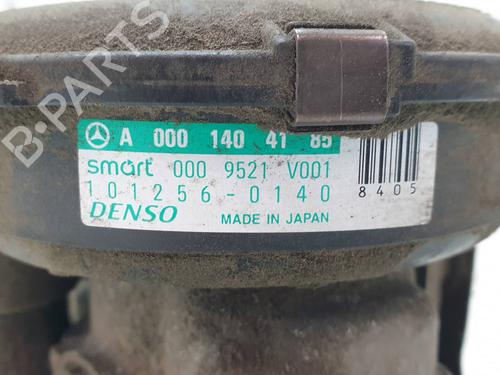 B-PARTS
A 000 140 41 85
smart 000 9521 V001
101256-0140
DENSO MADE IN JAPAN
8405